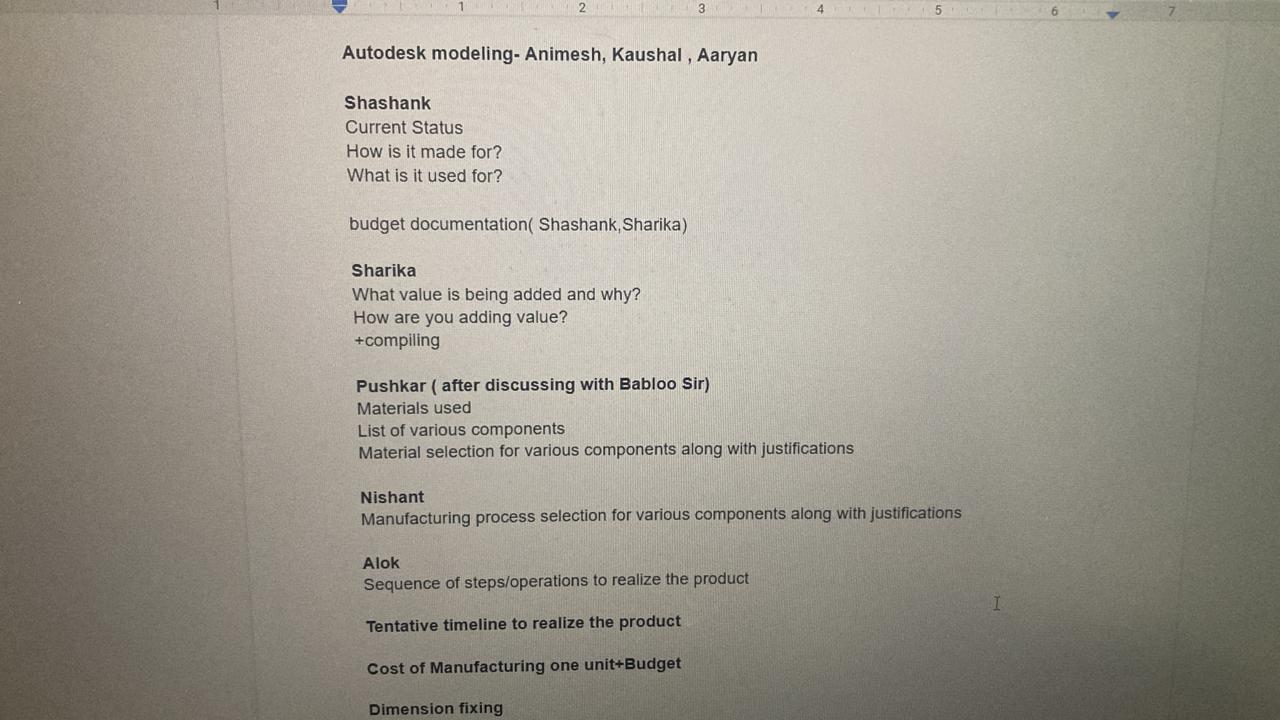 1 1 2 3 4 5 6 7
Autodesk modeling- Animesh, Kaushal , Aaryan
Shashank
Current Status
How is it made for?
What is it used for?
budget documentation( Shashank,Sharika)
Sharika
What value is being added and why?
How are you adding value?
+compiling
Pushkar ( after discussing with Babloo Sir)
Materials used
List of various components
Material selection for various components along with justifications
Nishant
Manufacturing process selection for various components along with justifications
Alok
Sequence of steps/operations to realize the product
Tentative timeline to realize the product
Cost of Manufacturing one unit+Budget
Dimension fixing